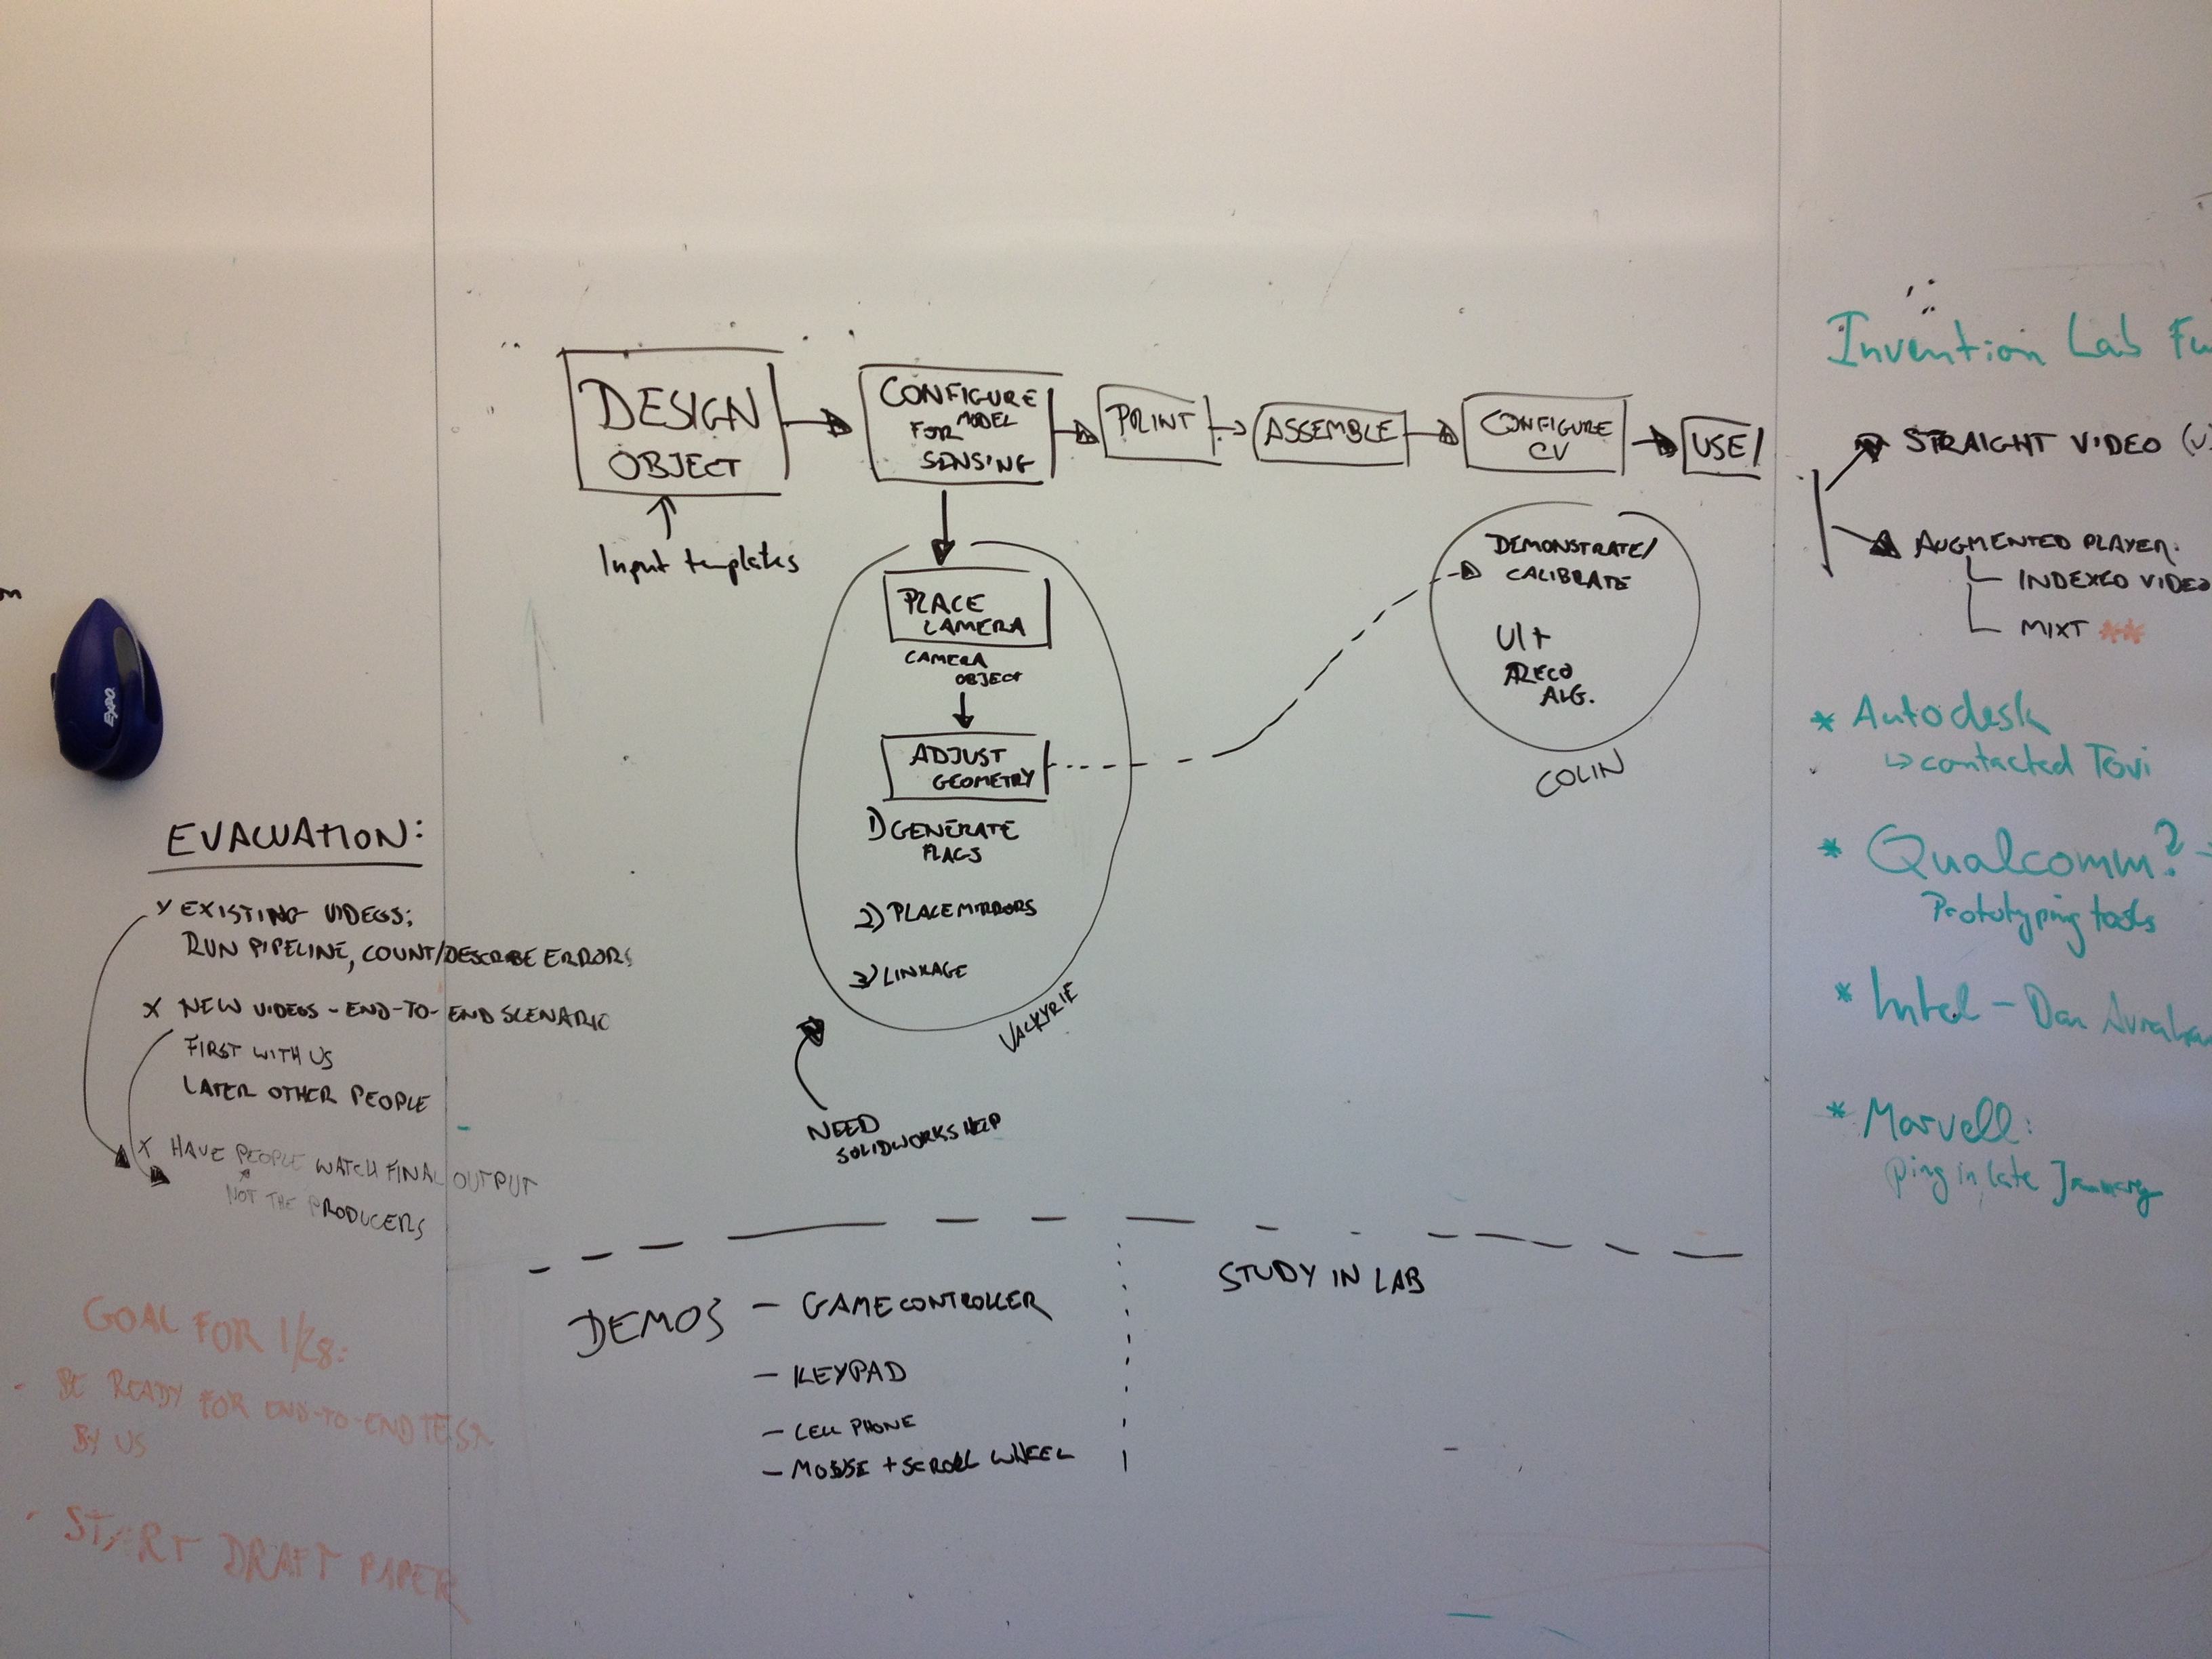 DESIGN
OBJECT
Input templates
CONFIGURE
MODEL
FOR
SENSING
PRINT
ASSEMBLE
CONFIGURE
CV
USE
PLACE
CAMERA
CAMERA
OBJECT
ADJUST
GEOMETRY
1) GENERATE
FLAGS
2) PLACE MIRRORS
3) LINKAGE
VALKYRIE
NEED
SOLIDWORKS HELP
DEMONSTRATE/
CALIBRATE
UI +
ALG.
COLIN
EXPO
EVALUATION:
x EXISTING VIDEOS:
RUN PIPELINE, COUNT/DESCRIBE ERRORS
x NEW VIDEOS - END-TO-END SCENARIO
FIRST WITH US
LATER OTHER PEOPLE
x HAVE PEOPLE WATCH FINAL OUTPUT
NOT THE PRODUCERS
GOAL FOR 1/28:
- BE READY FOR END-TO-END TEST
BY US
- START DRAFT PAPER
DEMOS - GAME CONTROLLER
- KEYPAD
- CELL PHONE
- MOUSE + SCROLL WHEEL
STUDY IN LAB
Invention Lab Fu
STRAIGHT VIDEO (
AUGMENTED PLAYER:
INDEXED VIDEO
MIXT **
* Autodesk
↳ contacted Tovi
* Qualcomm? →
Prototyping tasks
* Intel - Dan
* Marvell:
ping in late January